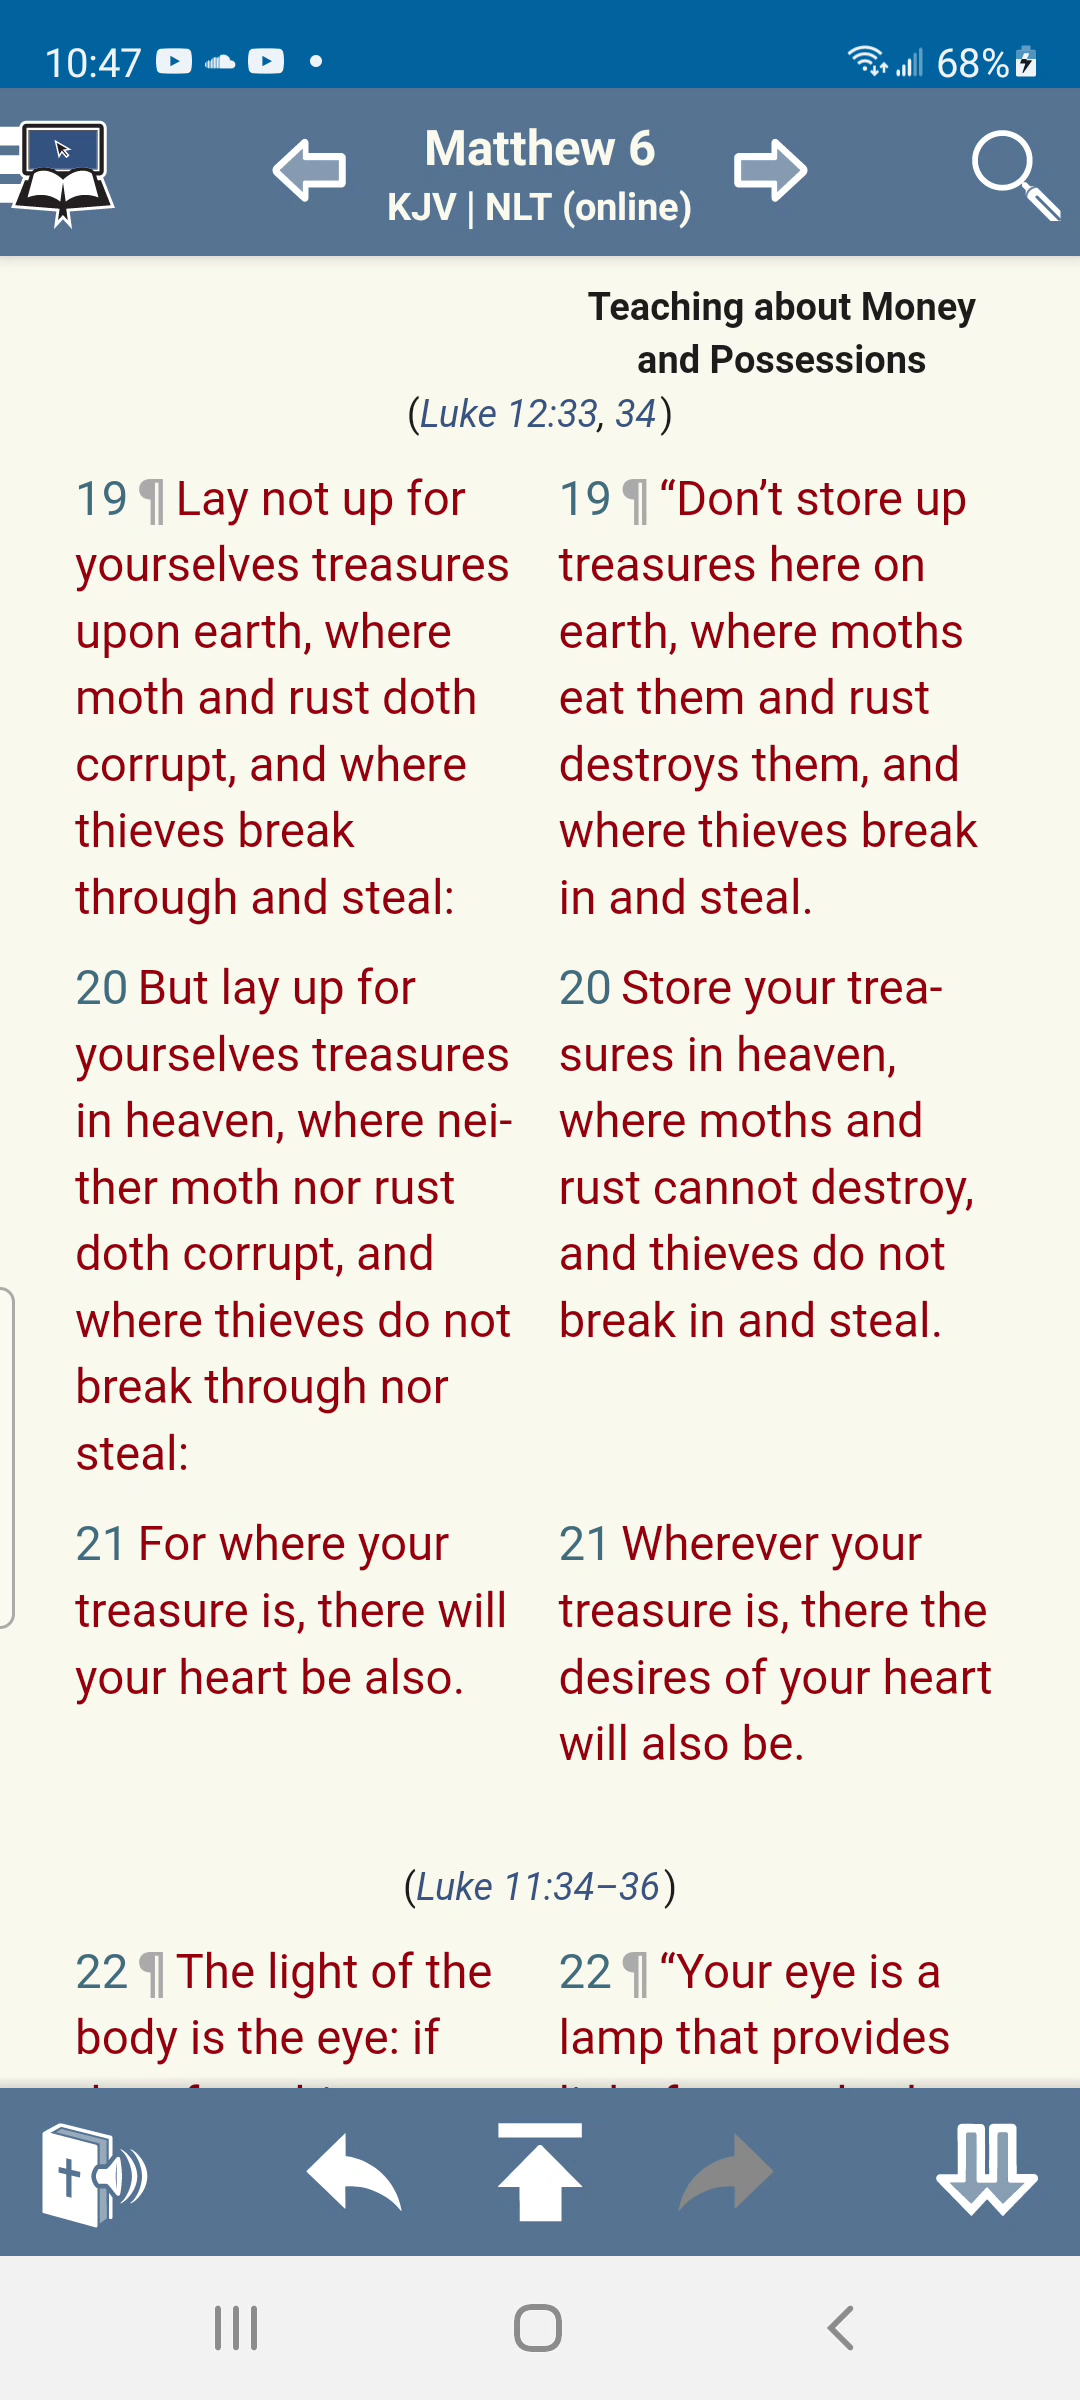 10:47
68%
Matthew 6
KJV | NLT (online)
Teaching about Money
and Possessions
(Luke 12:33, 34)
19 ¶ Lay not up for
yourselves treasures
upon earth, where
moth and rust doth
corrupt, and where
thieves break
through and steal:
19 ¶ “Don’t store up
treasures here on
earth, where moths
eat them and rust
destroys them, and
where thieves break
in and steal.
20 But lay up for
yourselves treasures
in heaven, where nei-
ther moth nor rust
doth corrupt, and
where thieves do not
break through nor
steal:
20 Store your trea-
sures in heaven,
where moths and
rust cannot destroy,
and thieves do not
break in and steal.
21 For where your
treasure is, there will
your heart be also.
21 Wherever your
treasure is, there the
desires of your heart
will also be.
(Luke 11:34–36)
22 ¶ The light of the
body is the eye: if
22 ¶ “Your eye is a
lamp that provides